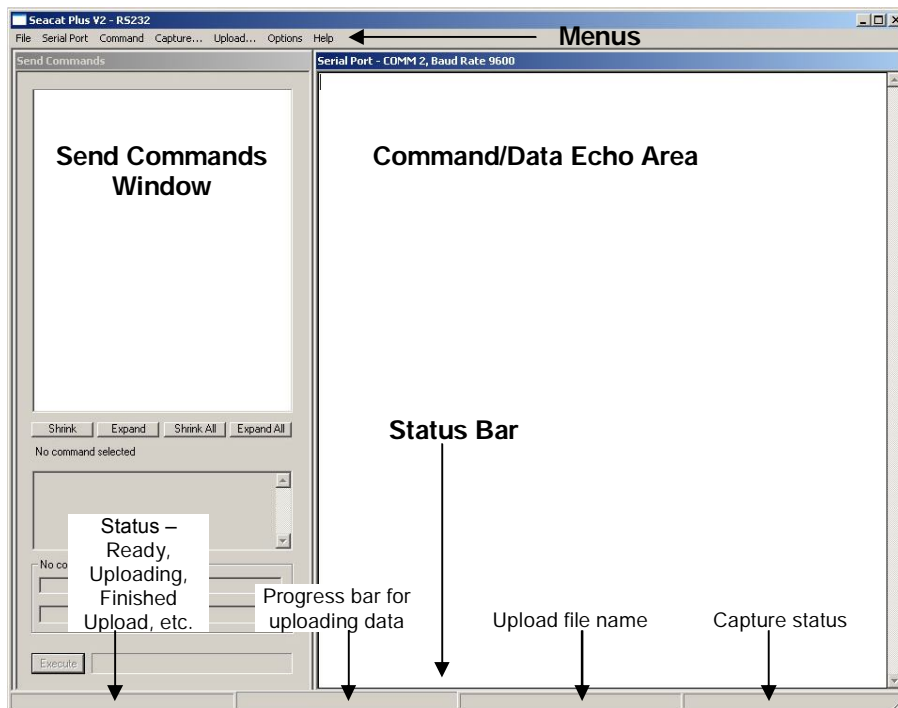 Seacat Plus V2 - RS232
File Serial Port Command Capture... Upload... Options Help
Menus
Send Commands
Serial Port - COMM 2, Baud Rate 9600
Send Commands
Window
Command/Data Echo Area
Shrink Expand Shrink All Expand All
No command selected
Status Bar
Status –
Ready,
Uploading,
Finished
Upload, etc.
No co
Progress bar for
uploading data
Upload file name
Capture status
Execute